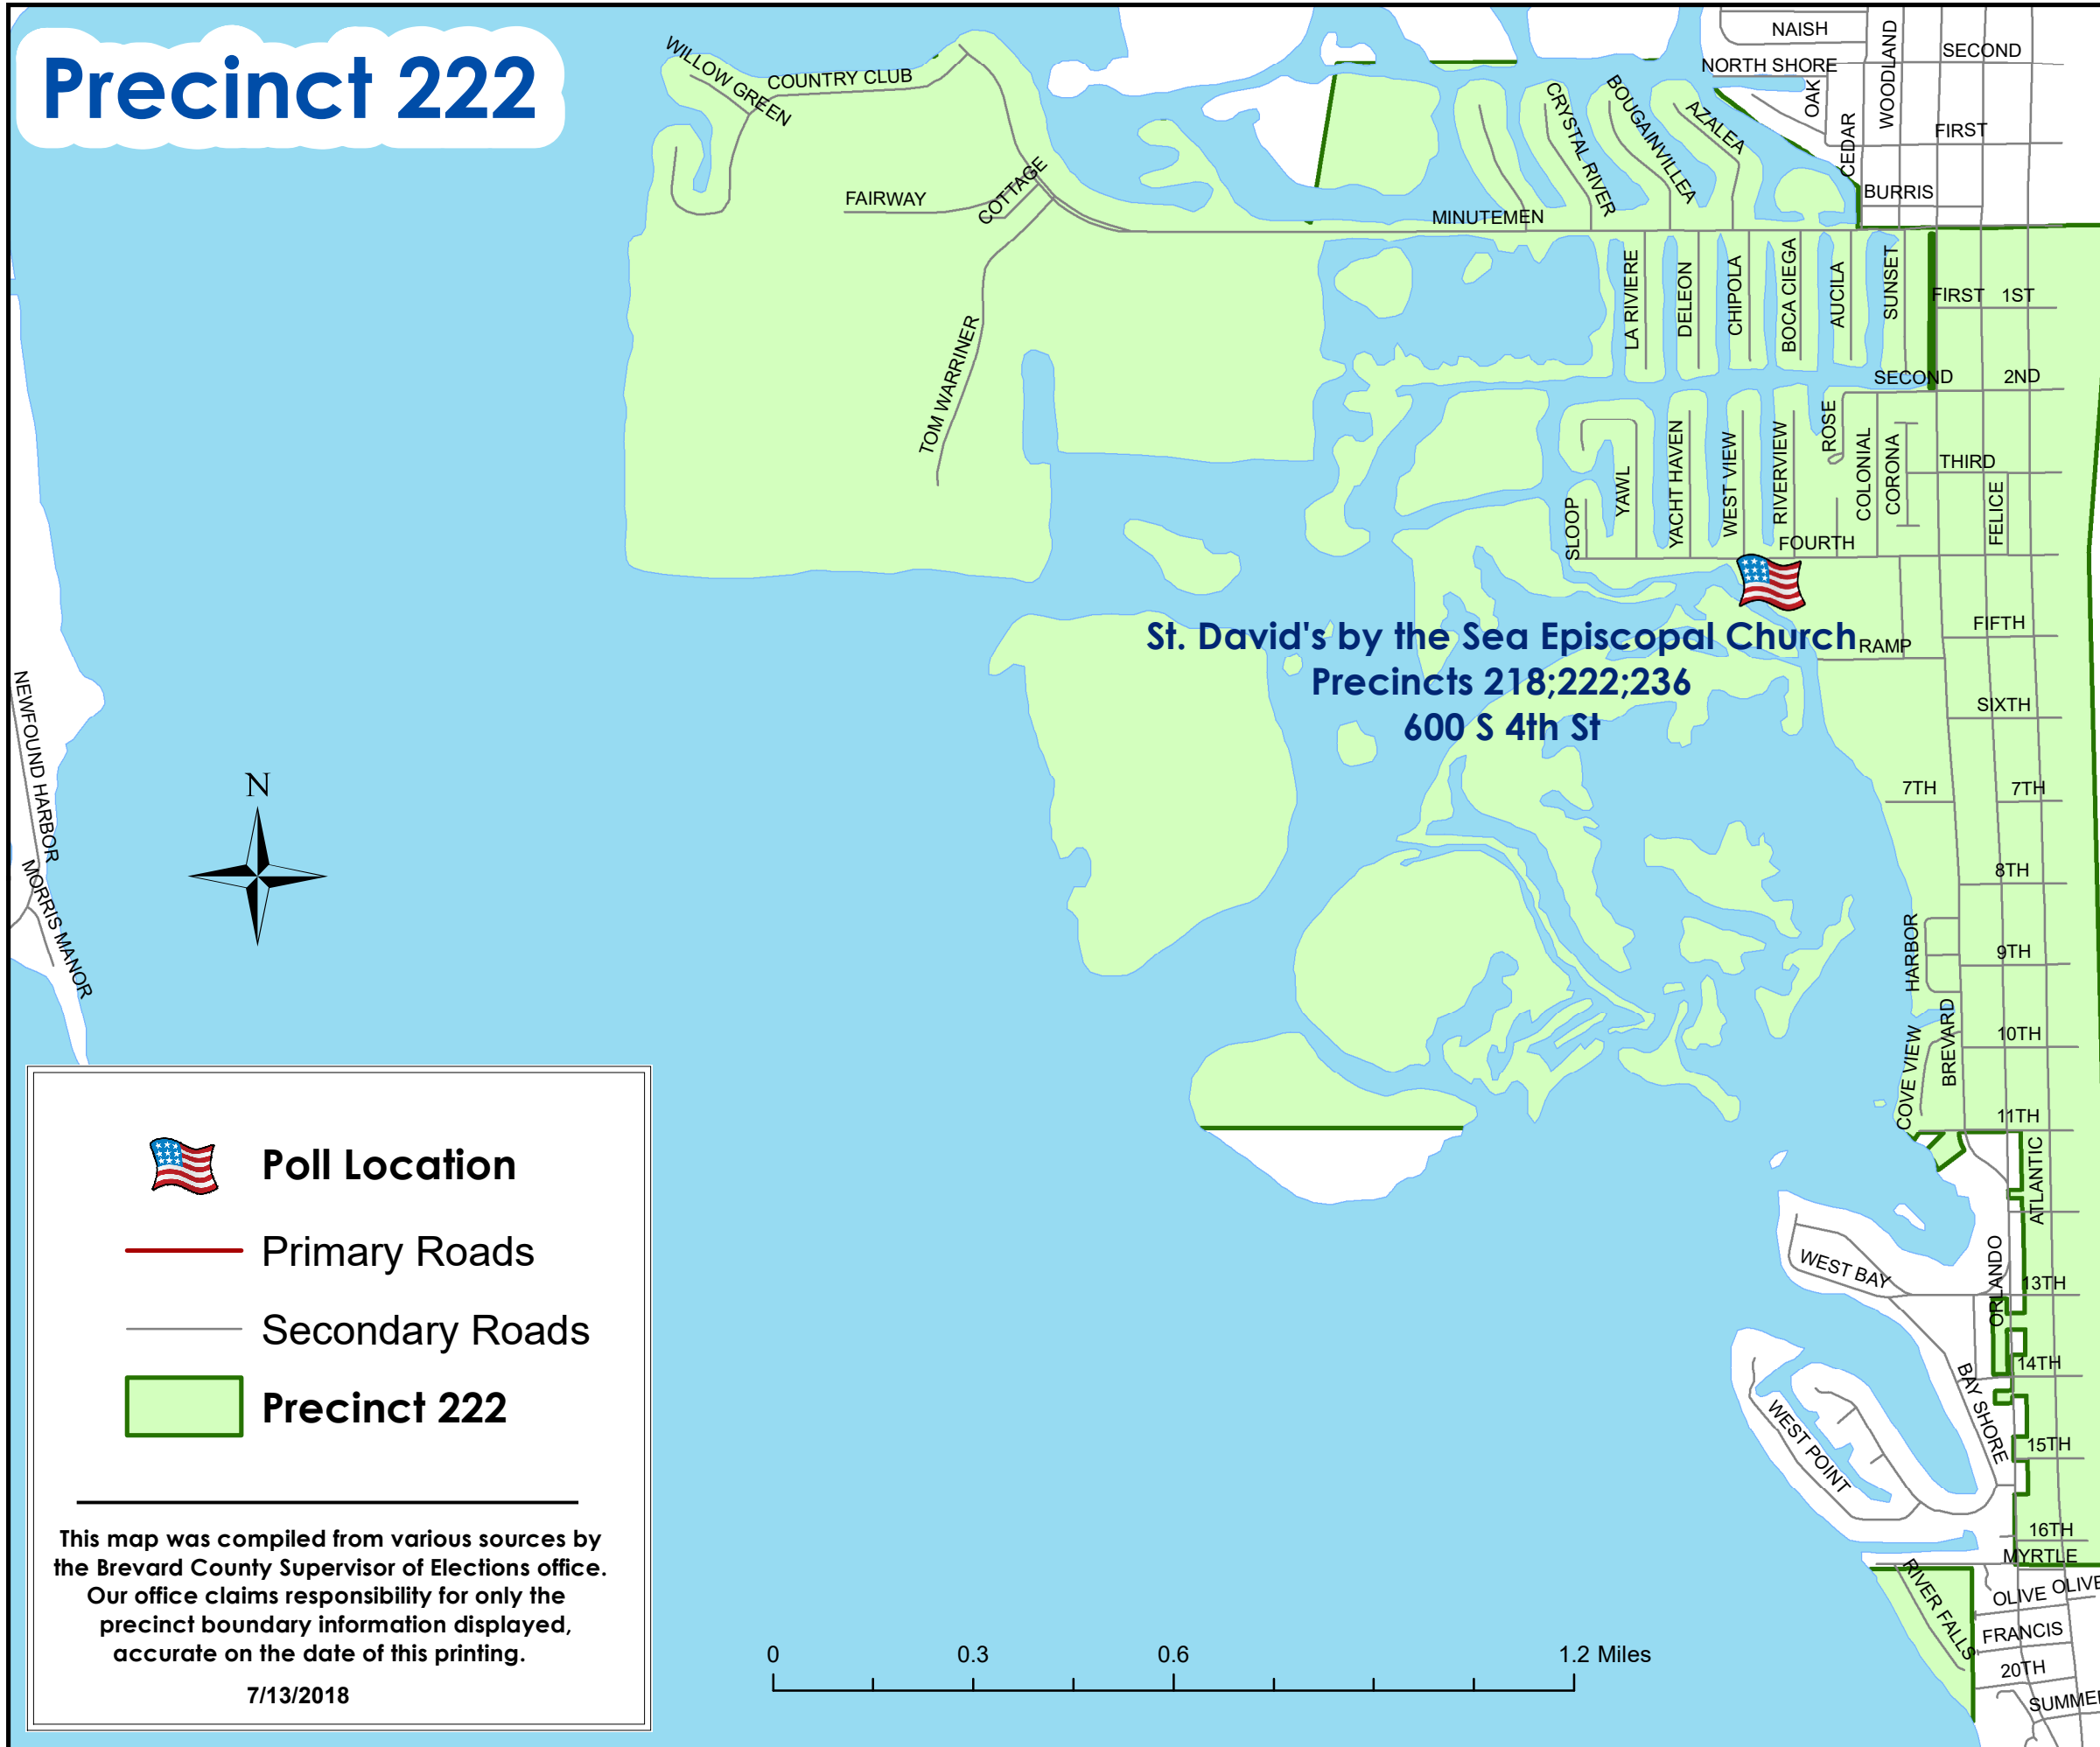 Precinct 222
WILLOW GREEN
COUNTRY CLUB
FAIRWAY
COTTAGE
TOM WARRINER
MINUTEMEN
CRYSTAL RIVER
BOUGAINVILLEA
AZALEA
NAISH
NORTH SHORE
OAK
CEDAR
WOODLAND
SECOND
FIRST
BURRIS
LA RIVIERE
DELEON
CHIPOLA
BOCA CIEGA
AUCILA
SUNSET
FIRST
1ST
SECOND
2ND
SLOOP
YAWL
YACHT HAVEN
WEST VIEW
RIVERVIEW
ROSE
COLONIAL
CORONA
THIRD
FELICE
FOURTH
St. David's by the Sea Episcopal Church
Precincts 218;222;236
600 S 4th St
RAMP
FIFTH
SIXTH
7TH
7TH
8TH
HARBOR
9TH
COVE VIEW
BREVARD
10TH
11TH
ATLANTIC
ORLANDO
WEST BAY
13TH
14TH
BAY SHORE
WEST POINT
15TH
16TH
MYRTLE
RIVER FALLS
OLIVE
OLIVE
FRANCIS
20TH
SUMME
NEWFOUND HARBOR
MORRIS MANOR
N
Poll Location
Primary Roads
Secondary Roads
Precinct 222
This map was compiled from various sources by
the Brevard County Supervisor of Elections office.
Our office claims responsibility for only the
precinct boundary information displayed,
accurate on the date of this printing.
7/13/2018
0 0.3 0.6 1.2 Miles